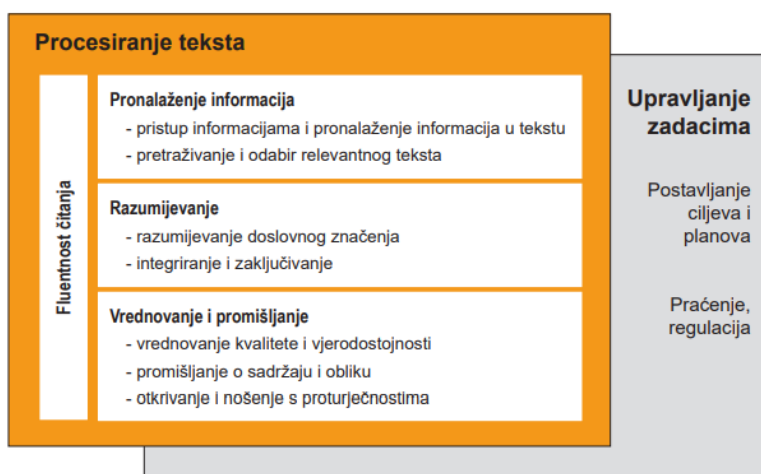 Procesiranje teksta
Fluentnost čitanja
Pronalaženje informacija
- pristup informacijama i pronalaženje informacija u tekstu
- pretraživanje i odabir relevantnog teksta
Razumijevanje
- razumijevanje doslovnog značenja
- integriranje i zaključivanje
Vrednovanje i promišljanje
- vrednovanje kvalitete i vjerodostojnosti
- promišljanje o sadržaju i obliku
- otkrivanje i nošenje s proturječnostima
Upravljanje
zadacima
Postavljanje
ciljeva i
planova
Praćenje,
regulacija